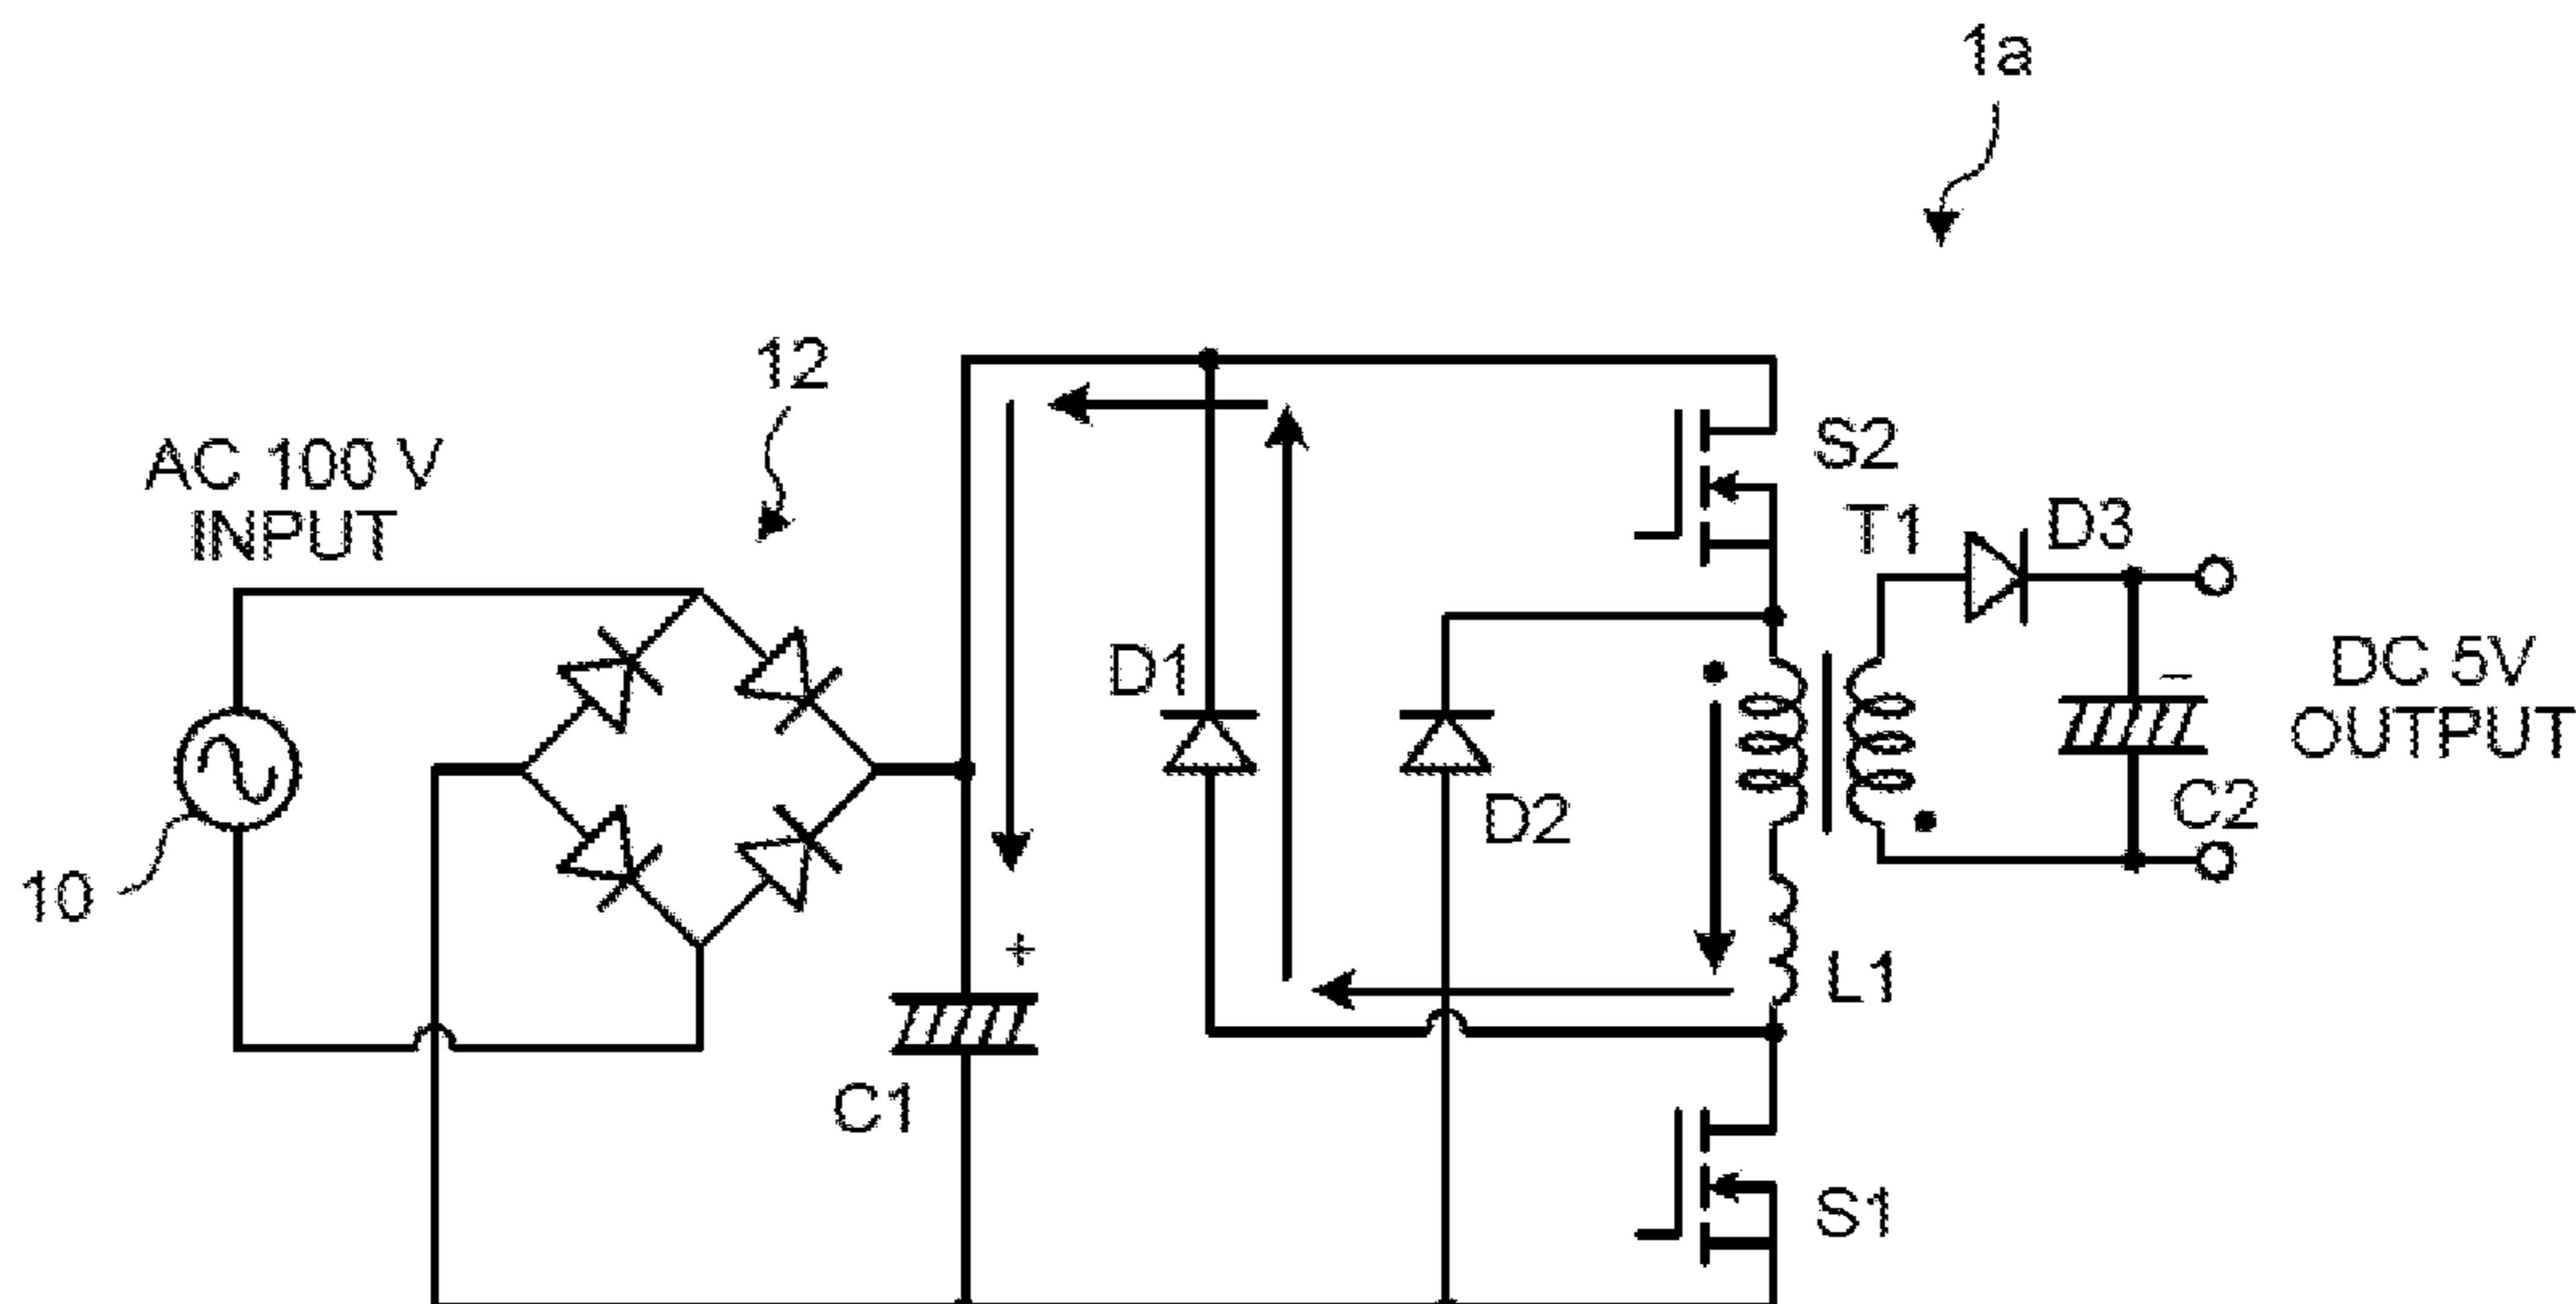 1a
12
AC 100 V
INPUT
S2
T1
D3
D1
DC 5V
OUTPUT
−
D2
C2
10
+
L1
C1
S1